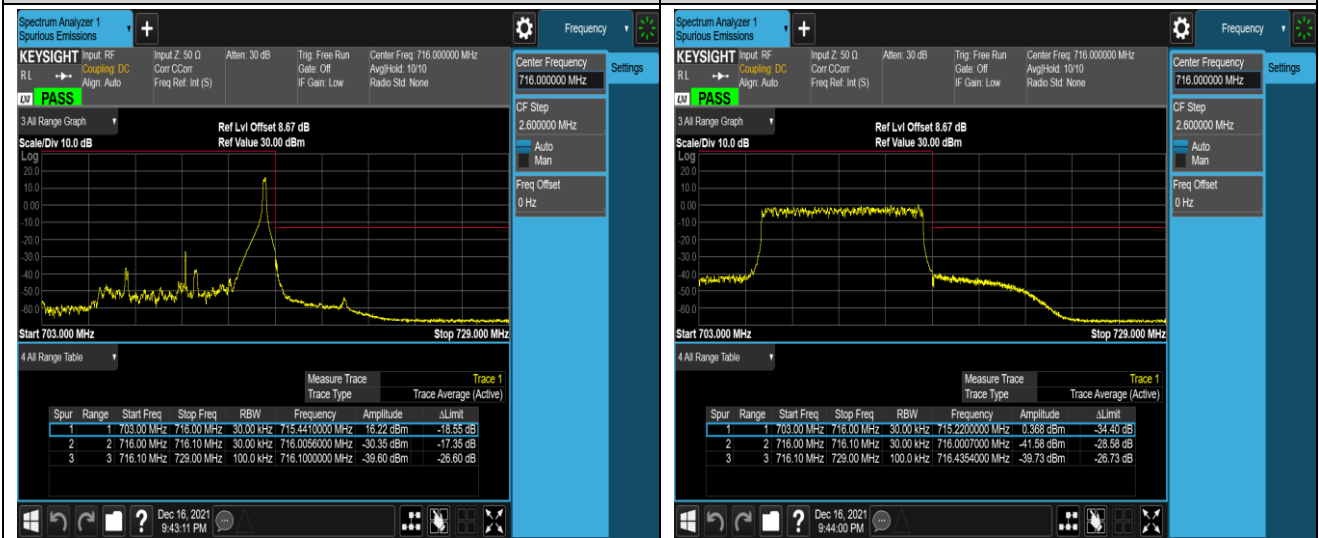 Spectrum Analyzer 1
Spurious Emissions
+
Frequency
KEYSIGHT Input: RF Input Z: 50 Ω Atten: 30 dB Trig: Free Run Center Freq: 716.000000 MHz
RL Coupling: DC Corr CCorr Gate: Off Avg|Hold: 10/10
Align: Auto Freq Ref: Int (S) IF Gain: Low Radio Std: None
LXI PASS
Center Frequency
716.000000 MHz
Settings
CF Step
2.600000 MHz
Auto
Man
Freq Offset
0 Hz
3 All Range Graph
Ref Lvl Offset 8.67 dB
Scale/Div 10.0 dB Ref Value 30.00 dBm
Log
20.0
10.0
0.00
-10.0
-20.0
-30.0
-40.0
-50.0
-60.0
Start 703.000 MHz Stop 729.000 MHz
4 All Range Table
Measure Trace Trace 1
Trace Type Trace Average (Active)
Spur Range Start Freq Stop Freq RBW Frequency Amplitude ΔLimit
1 1 703.00 MHz 716.00 MHz 30.00 kHz 715.4410000 MHz 16.22 dBm -18.55 dB
2 2 716.00 MHz 716.10 MHz 30.00 kHz 716.0056000 MHz -30.35 dBm -17.35 dB
3 3 716.10 MHz 729.00 MHz 100.0 kHz 716.1000000 MHz -39.60 dBm -26.60 dB
?
Dec 16, 2021
9:43:11 PM
Spectrum Analyzer 1
Spurious Emissions
+
Frequency
KEYSIGHT Input: RF Input Z: 50 Ω Atten: 30 dB Trig: Free Run Center Freq: 716.000000 MHz
RL Coupling: DC Corr CCorr Gate: Off Avg|Hold: 10/10
Align: Auto Freq Ref: Int (S) IF Gain: Low Radio Std: None
LXI PASS
Center Frequency
716.000000 MHz
Settings
CF Step
2.600000 MHz
Auto
Man
Freq Offset
0 Hz
3 All Range Graph
Ref Lvl Offset 8.67 dB
Scale/Div 10.0 dB Ref Value 30.00 dBm
Log
20.0
10.0
0.00
-10.0
-20.0
-30.0
-40.0
-50.0
-60.0
Start 703.000 MHz Stop 729.000 MHz
4 All Range Table
Measure Trace Trace 1
Trace Type Trace Average (Active)
Spur Range Start Freq Stop Freq RBW Frequency Amplitude ΔLimit
1 1 703.00 MHz 716.00 MHz 30.00 kHz 715.2200000 MHz 0.368 dBm -34.40 dB
2 2 716.00 MHz 716.10 MHz 30.00 kHz 716.0007000 MHz -41.58 dBm -28.58 dB
3 3 716.10 MHz 729.00 MHz 100.0 kHz 716.4354000 MHz -39.73 dBm -26.73 dB
?
Dec 16, 2021
9:44:00 PM